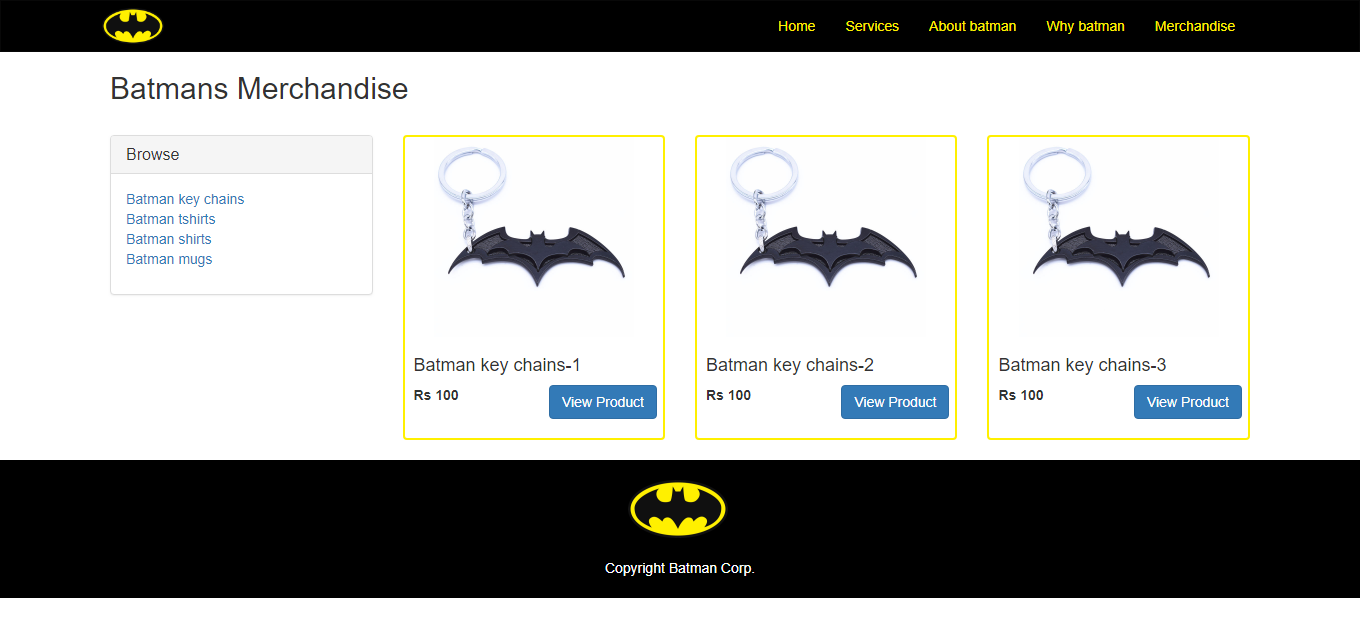 Home Services About batman Why batman Merchandise
Batmans Merchandise
Browse
Batman key chains
Batman tshirts
Batman shirts
Batman mugs
Batman key chains-1
Rs 100
View Product
Batman key chains-2
Rs 100
View Product
Batman key chains-3
Rs 100
View Product
Copyright Batman Corp.